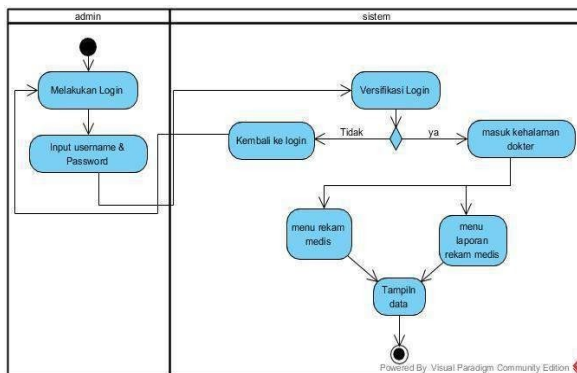 admin
sistem
Melakukan Login
Versifikasi Login
Input username &
Password
Kembali ke login
Tidak
ya
masuk kehalaman
dokter
menu rekam
medis
menu
laporan
rekam medis
Tampiln
data
Powered By Visual Paradigm Community Edition